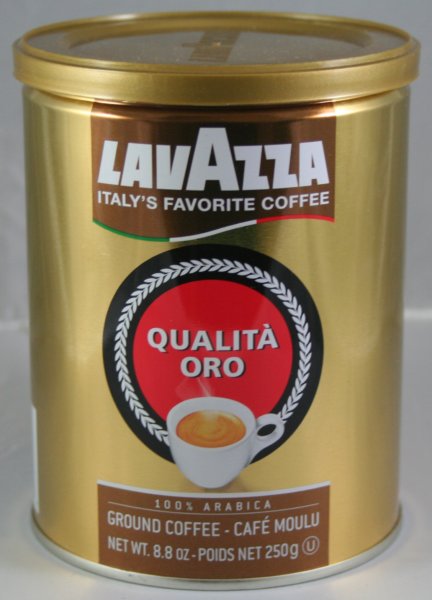 LAVAZZA
ITALY'S FAVORITE COFFEE
QUALITÀ
ORO
100% ARABICA
GROUND COFFEE - CAFÉ MOULU
NET WT. 8.8 OZ - POIDS NET 250g U